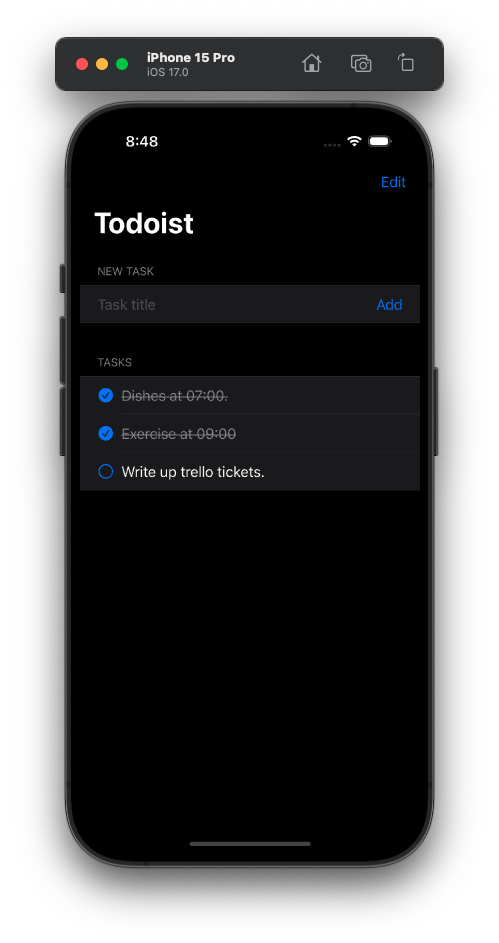 iPhone 15 Pro
iOS 17.0
8:48
Edit
Todoist
NEW TASK
Task title Add
TASKS
Dishes at 07:00.
Exercise at 09:00
Write up trello tickets.